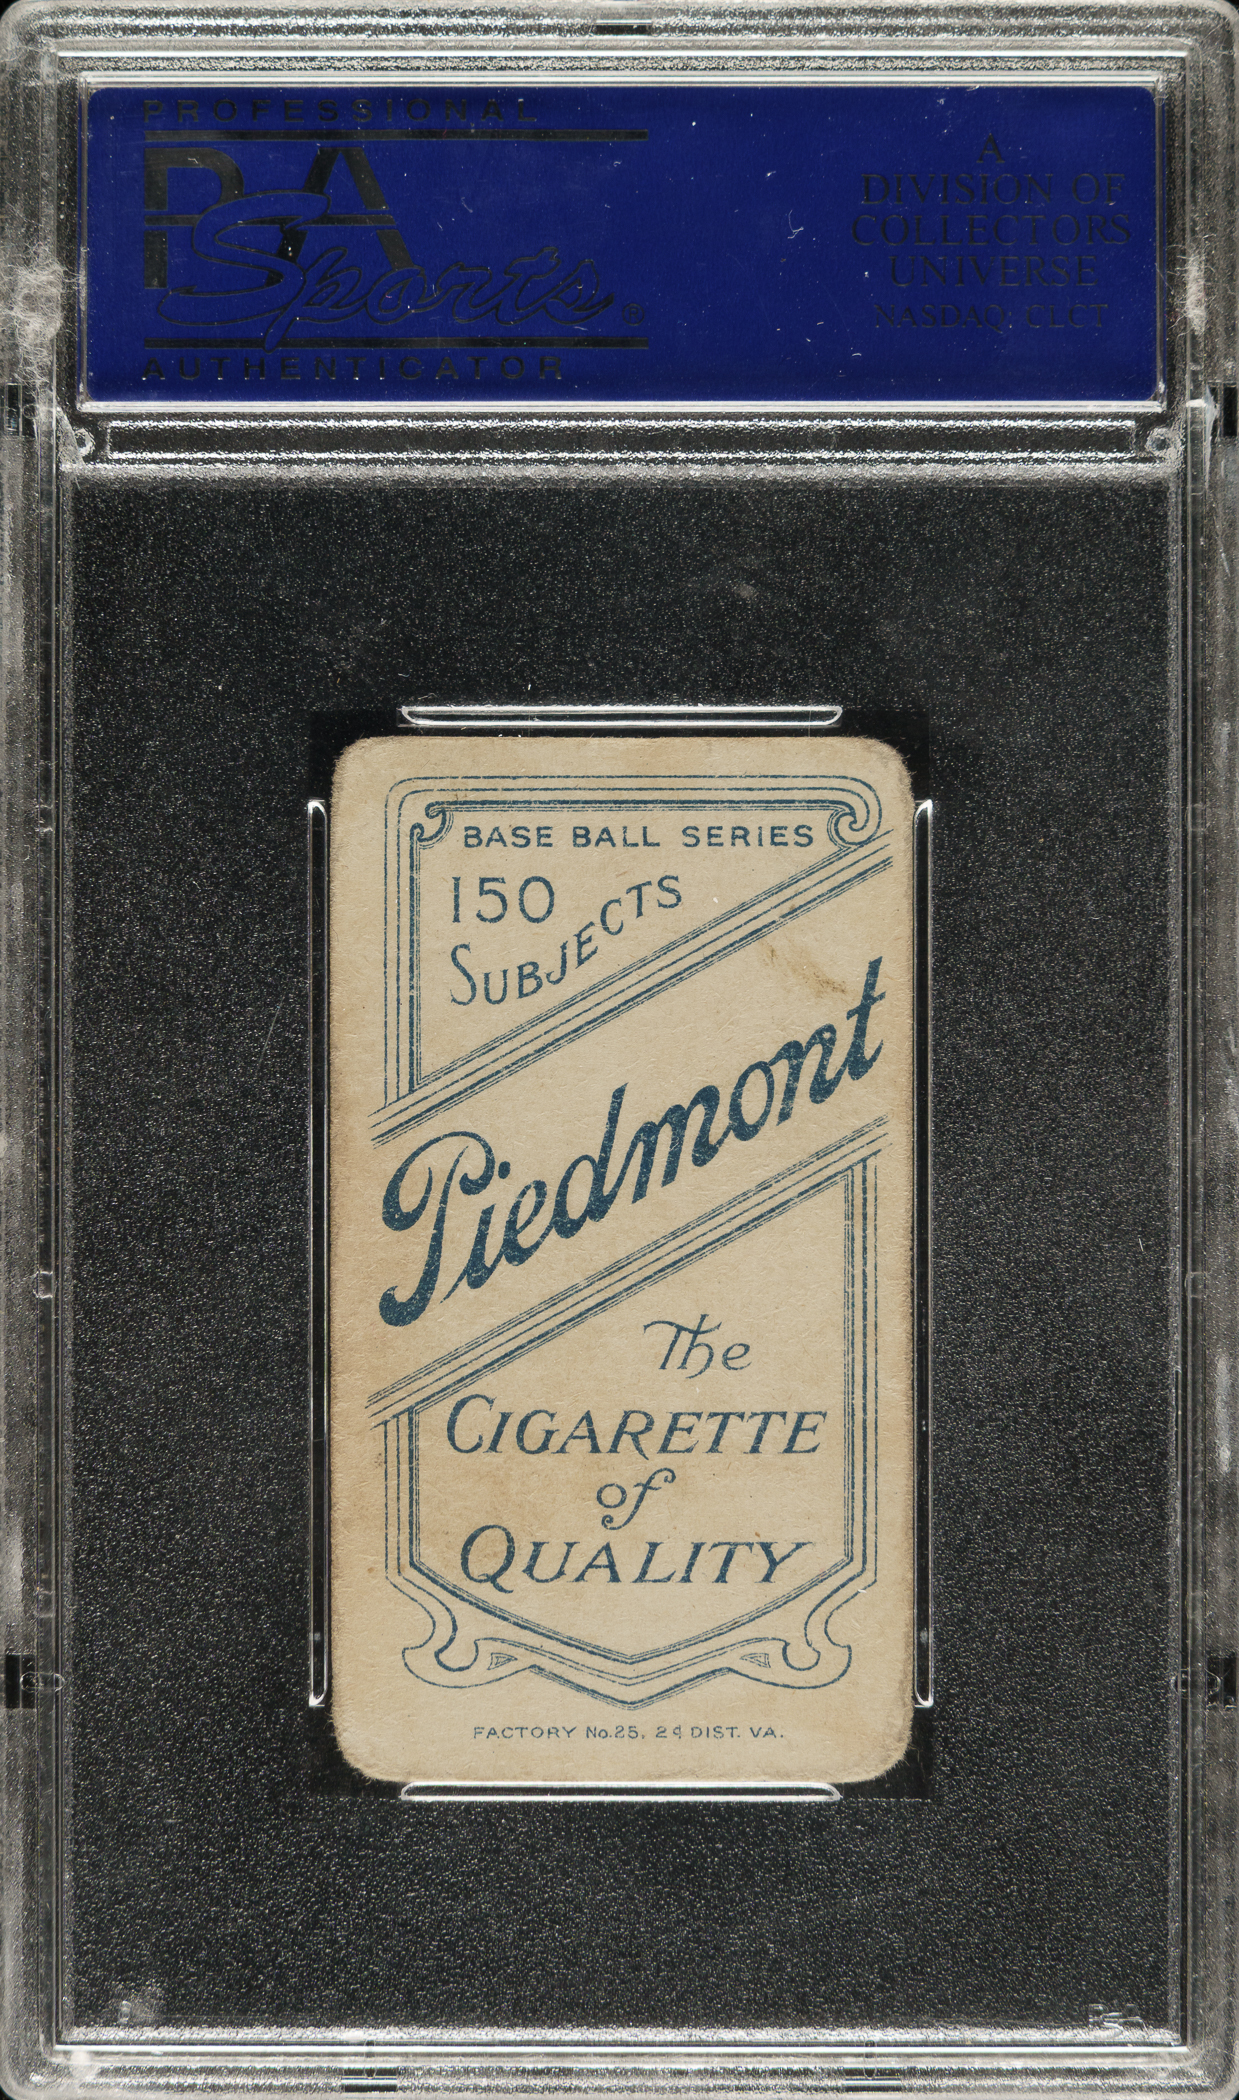 PROFESSIONAL
PSA
Sports®
AUTHENTICATOR
A
DIVISION OF
COLLECTORS
UNIVERSE
NASDAQ: CLCT
BASE BALL SERIES
150
SUBJECTS
Piedmont
The
CIGARETTE
of
QUALITY
FACTORY No. 25, 2d DIST. VA.